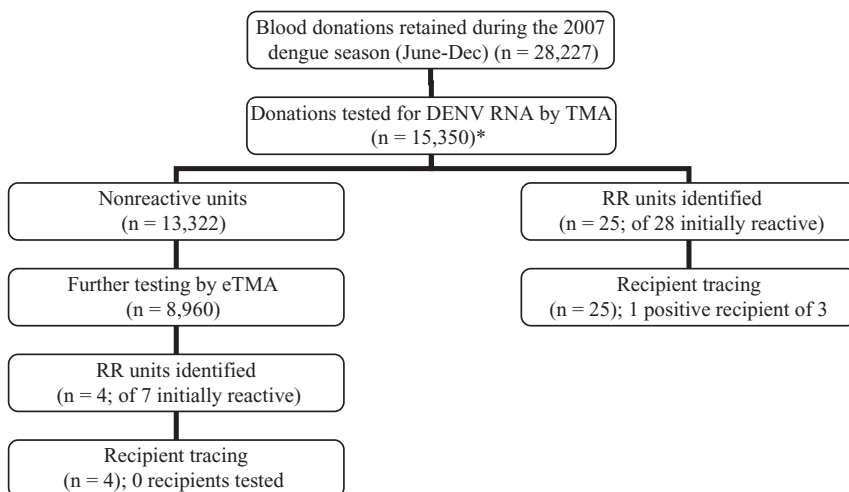 Blood donations retained during the 2007
dengue season (June-Dec) (n = 28,227)
Donations tested for DENV RNA by TMA
(n = 15,350)*
Nonreactive units
(n = 13,322)
RR units identified
(n = 25; of 28 initially reactive)
Further testing by eTMA
(n = 8,960)
Recipient tracing
(n = 25); 1 positive recipient of 3
RR units identified
(n = 4; of 7 initially reactive)
Recipient tracing
(n = 4); 0 recipients tested